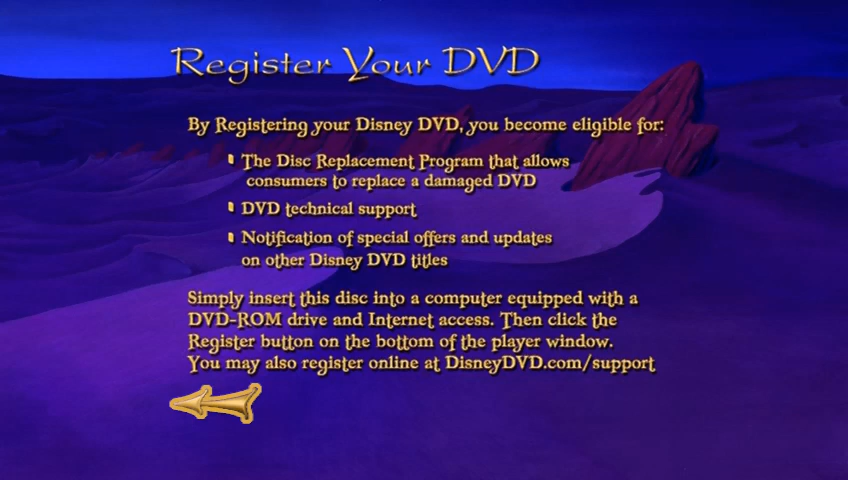 Register Your DVD
By Registering your Disney DVD, you become eligible for:
The Disc Replacement Program that allows
consumers to replace a damaged DVD
DVD technical support
Notification of special offers and updates
on other Disney DVD titles
Simply insert this disc into a computer equipped with a
DVD-ROM drive and Internet access. Then click the
Register button on the bottom of the player window.
You may also register online at DisneyDVD.com/support